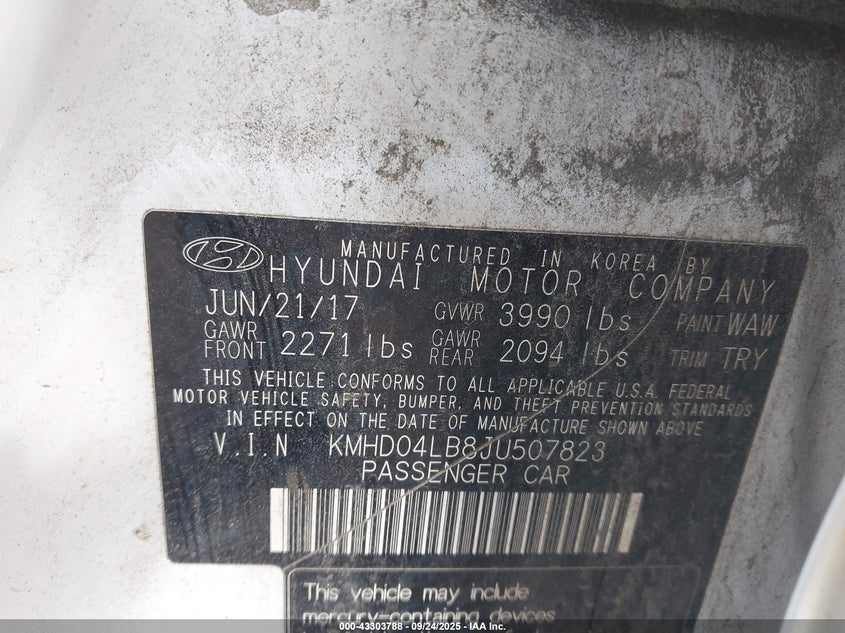 MANUFACTURED IN KOREA BY
HYUNDAI MOTOR COMPANY
JUN/21/17 GVWR 3990 lbs PAINT WAW
GAWR FRONT 2271 lbs GAWR REAR 2094 lbs TRIM TRY
THIS VEHICLE CONFORMS TO ALL APPLICABLE U.S.A. FEDERAL
MOTOR VEHICLE SAFETY, BUMPER, AND THEFT PREVENTION STANDARDS
IN EFFECT ON THE DATE OF MANUFACTURE SHOWN ABOVE
V.I.N KMHD04LB8JU507823
PASSENGER CAR
This vehicle may include
mercury-containing devices
000-43303788 - 09/24/2025 - IAA Inc.